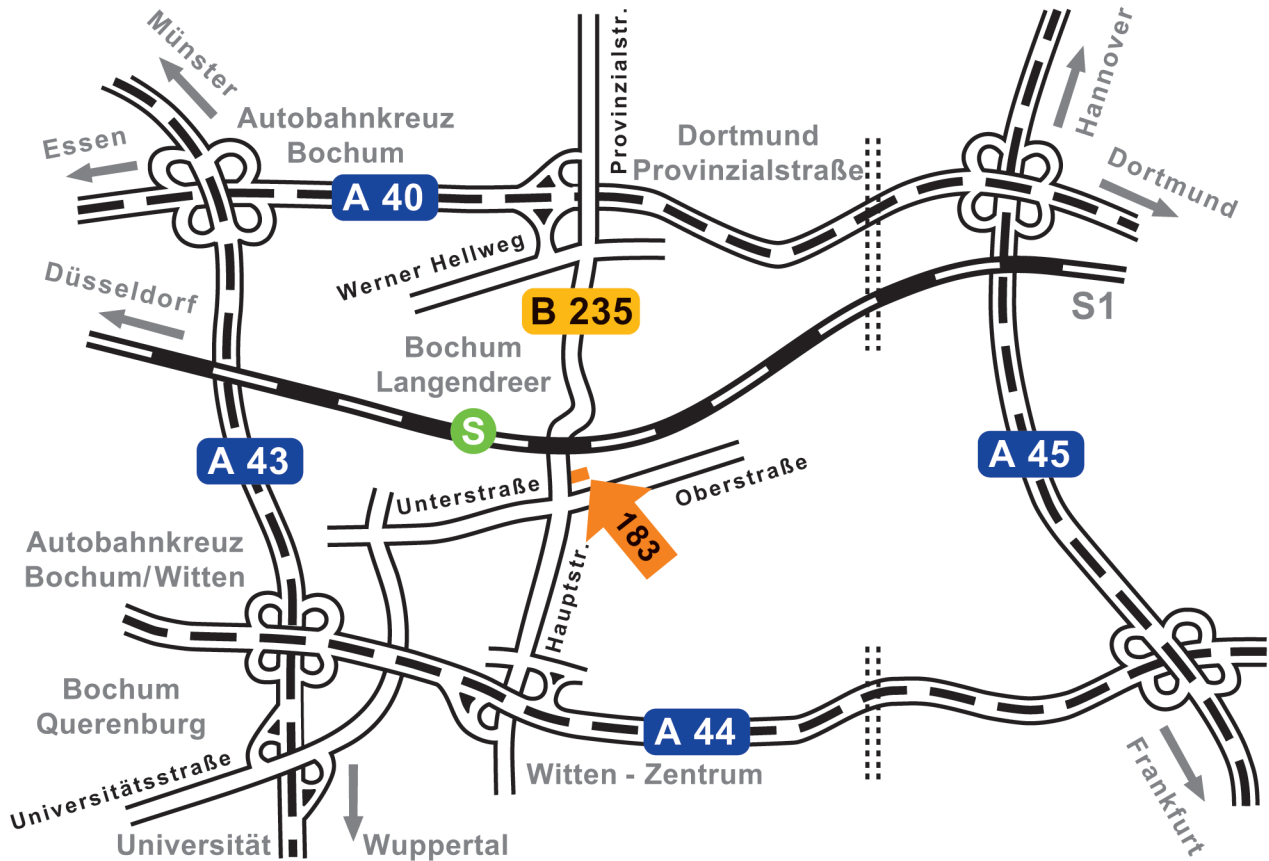 Münster
Provinzialstr.
Hannover
Essen
Autobahnkreuz
Bochum
Dortmund
Provinzialstraße
Dortmund
A 40
Werner Hellweg
Düsseldorf
B 235
S1
Bochum
Langendreer
S
A 43
A 45
Unterstraße
Oberstraße
183
Autobahnkreuz
Bochum/Witten
Hauptstr.
Bochum
Querenburg
A 44
Universitätsstraße
Witten - Zentrum
Frankfurt
Universität
Wuppertal